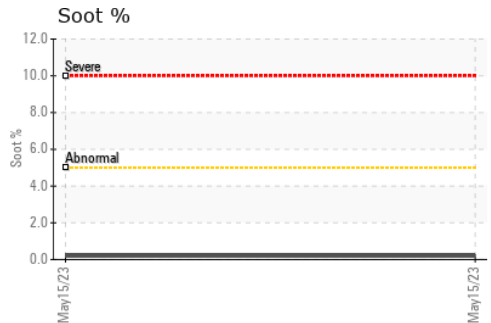 Soot %
12.0
Severe
10.0
8.0
Soot %
6.0
Abnormal
4.0
2.0
0.0
May15/23
May15/23